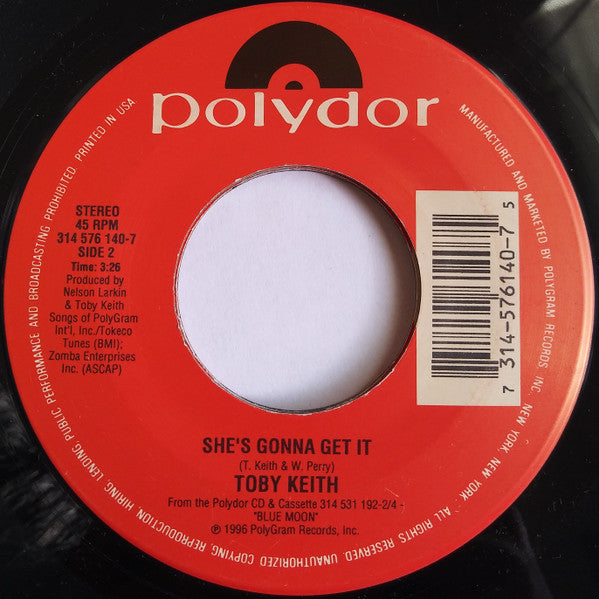 polydor
STEREO
45 RPM
314 576 140-7
SIDE 2
Time: 3:26
Produced by
Nelson Larkin
& Toby Keith
Songs of PolyGram
Int'l, Inc./Tokeco
Tunes (BMI);
Zomba Enterprises
Inc. (ASCAP)
7 314-576140-7 5
SHE'S GONNA GET IT
(T. Keith & W. Perry)
TOBY KEITH
From the Polydor CD & Cassette 314 531 192-2/4 -
"BLUE MOON"
℗ 1996 PolyGram Records, Inc.
MANUFACTURED AND MARKETED BY POLYGRAM RECORDS, INC. NEW YORK, NEW YORK. ALL RIGHTS RESERVED. UNAUTHORIZED COPYING, REPRODUCTION HIRING, LENDING, PUBLIC PERFORMANCE AND BROADCASTING PROHIBITED. PRINTED IN USA.